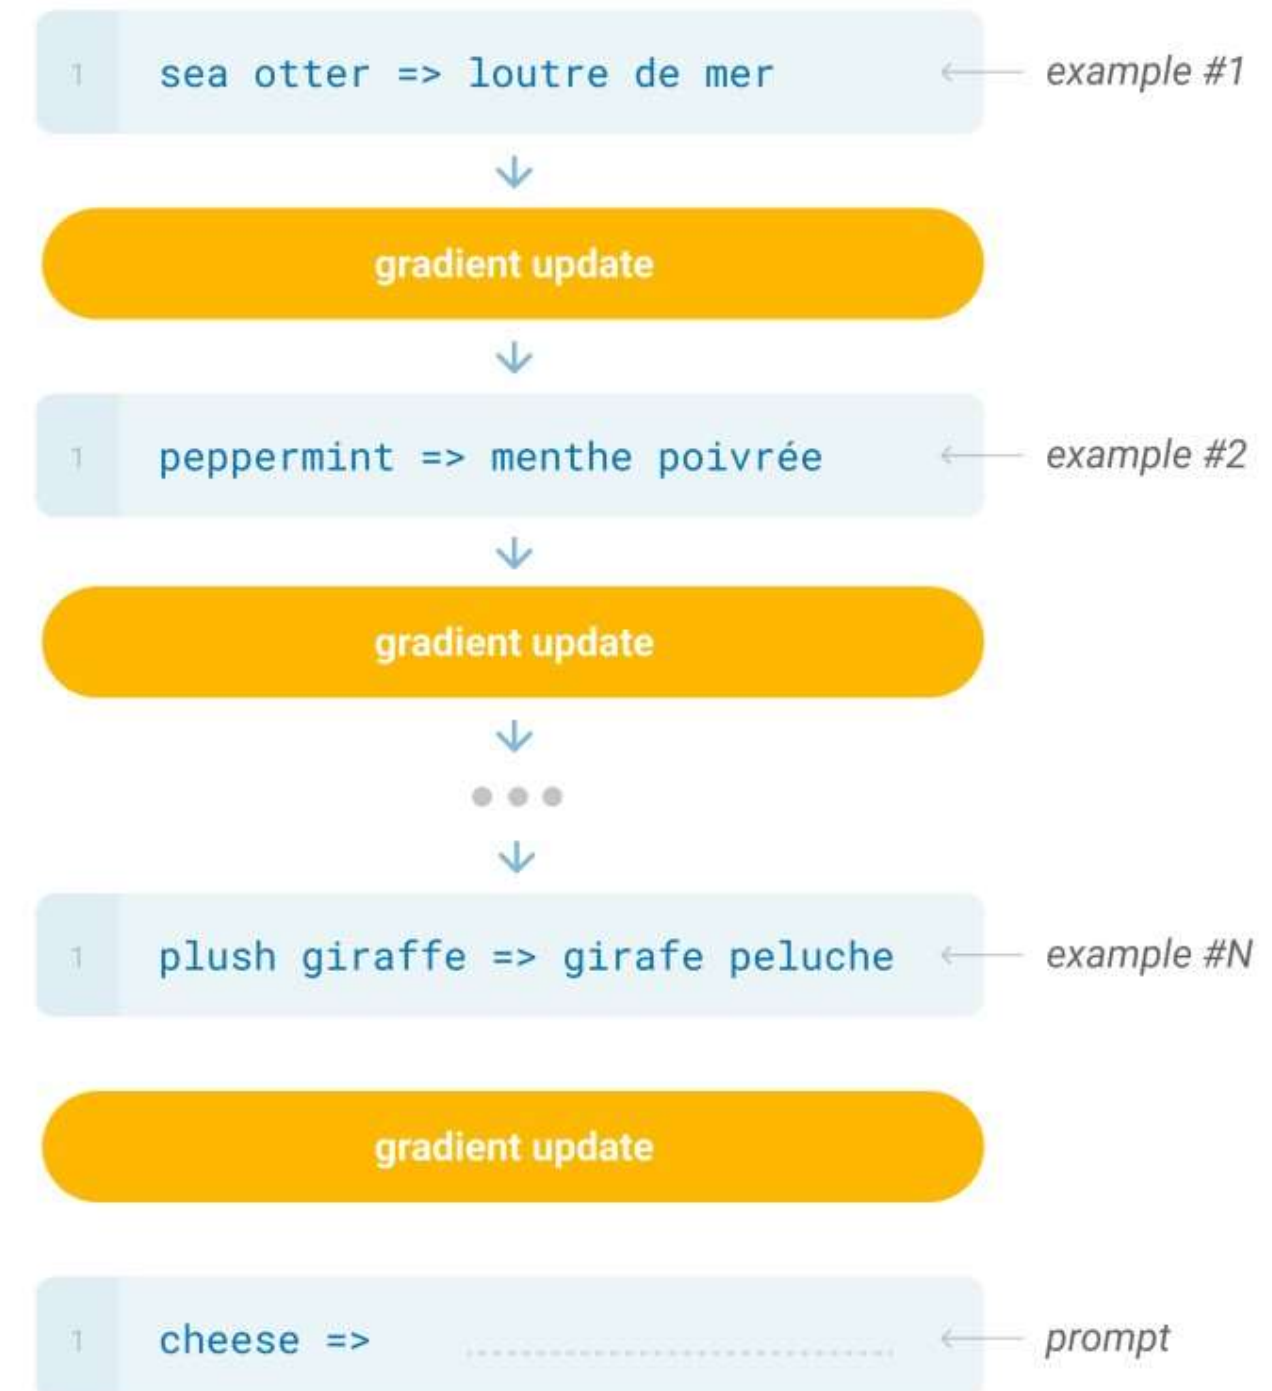 1 sea otter => loutre de mer example #1
gradient update
1 peppermint => menthe poivrée example #2
gradient update
1 plush giraffe => girafe peluche example #N
gradient update
1 cheese => prompt